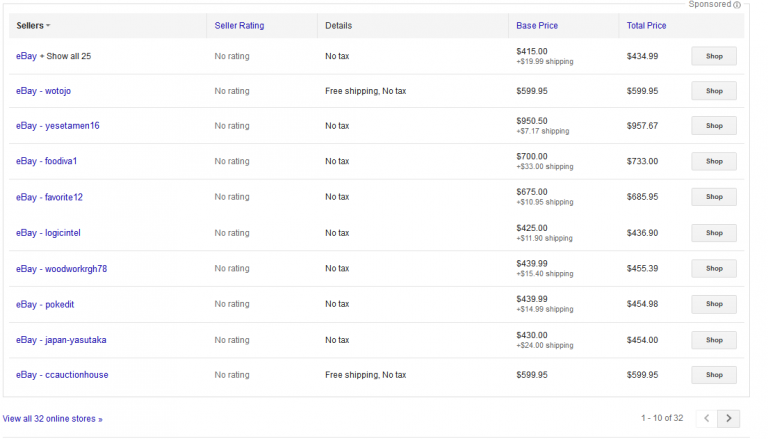 Sponsored
Sellers Seller Rating Details Base Price Total Price
eBay + Show all 25 No rating No tax $415.00 $434.99 Shop
+$19.99 shipping
eBay - wotojo No rating Free shipping, No tax $599.95 $599.95 Shop
eBay - yesetamen16 No rating No tax $950.50 $957.67 Shop
+$7.17 shipping
eBay - foodiva1 No rating No tax $700.00 $733.00 Shop
+$33.00 shipping
eBay - favorite12 No rating No tax $675.00 $685.95 Shop
+$10.95 shipping
eBay - logicintel No rating No tax $425.00 $436.90 Shop
+$11.90 shipping
eBay - woodworkrgh78 No rating No tax $439.99 $455.39 Shop
+$15.40 shipping
eBay - pokedit No rating No tax $439.99 $454.98 Shop
+$14.99 shipping
eBay - japan-yasutaka No rating No tax $430.00 $454.00 Shop
+$24.00 shipping
eBay - ccauctionhouse No rating Free shipping, No tax $599.95 $599.95 Shop
View all 32 online stores » 1 - 10 of 32